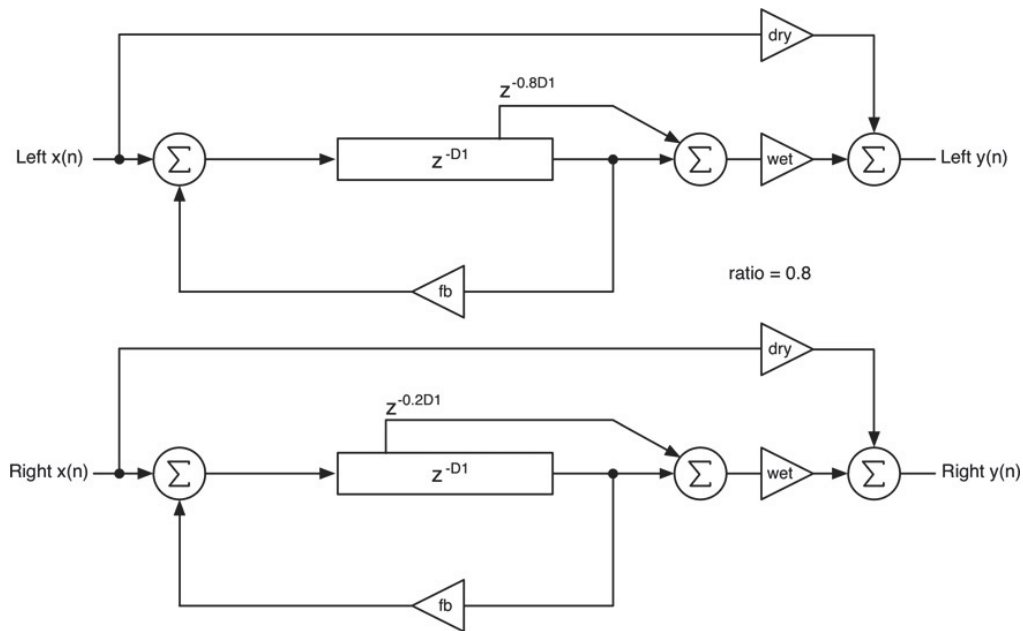 dry
z-0.8D1
Left x(n) Σ z-D1 Σ wet Σ Left y(n)
fb
ratio = 0.8
dry
z-0.2D1
Right x(n) Σ z-D1 Σ wet Σ Right y(n)
fb